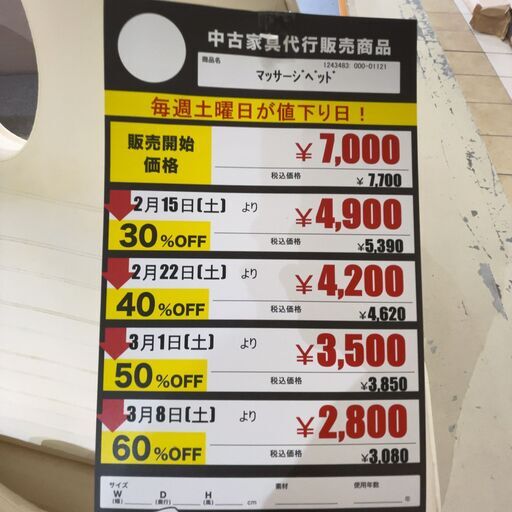 中古家具代行販売商品
商品名
1243483: 000-01121
マッサージベッド
毎週土曜日が値下り日！
販売開始価格
¥7,000
税込価格 ¥7,700
2月15日(土) より
¥4,900
30%OFF
税込価格 ¥5,390
2月22日(土) より
¥4,200
40%OFF
税込価格 ¥4,620
3月1日(土) より
¥3,500
50%OFF
税込価格 ¥3,850
3月8日(土) より
¥2,800
60%OFF
税込価格 ¥3,080
サイズ
W(幅) D(奥行) H(高) cm
素材
使用年数
年